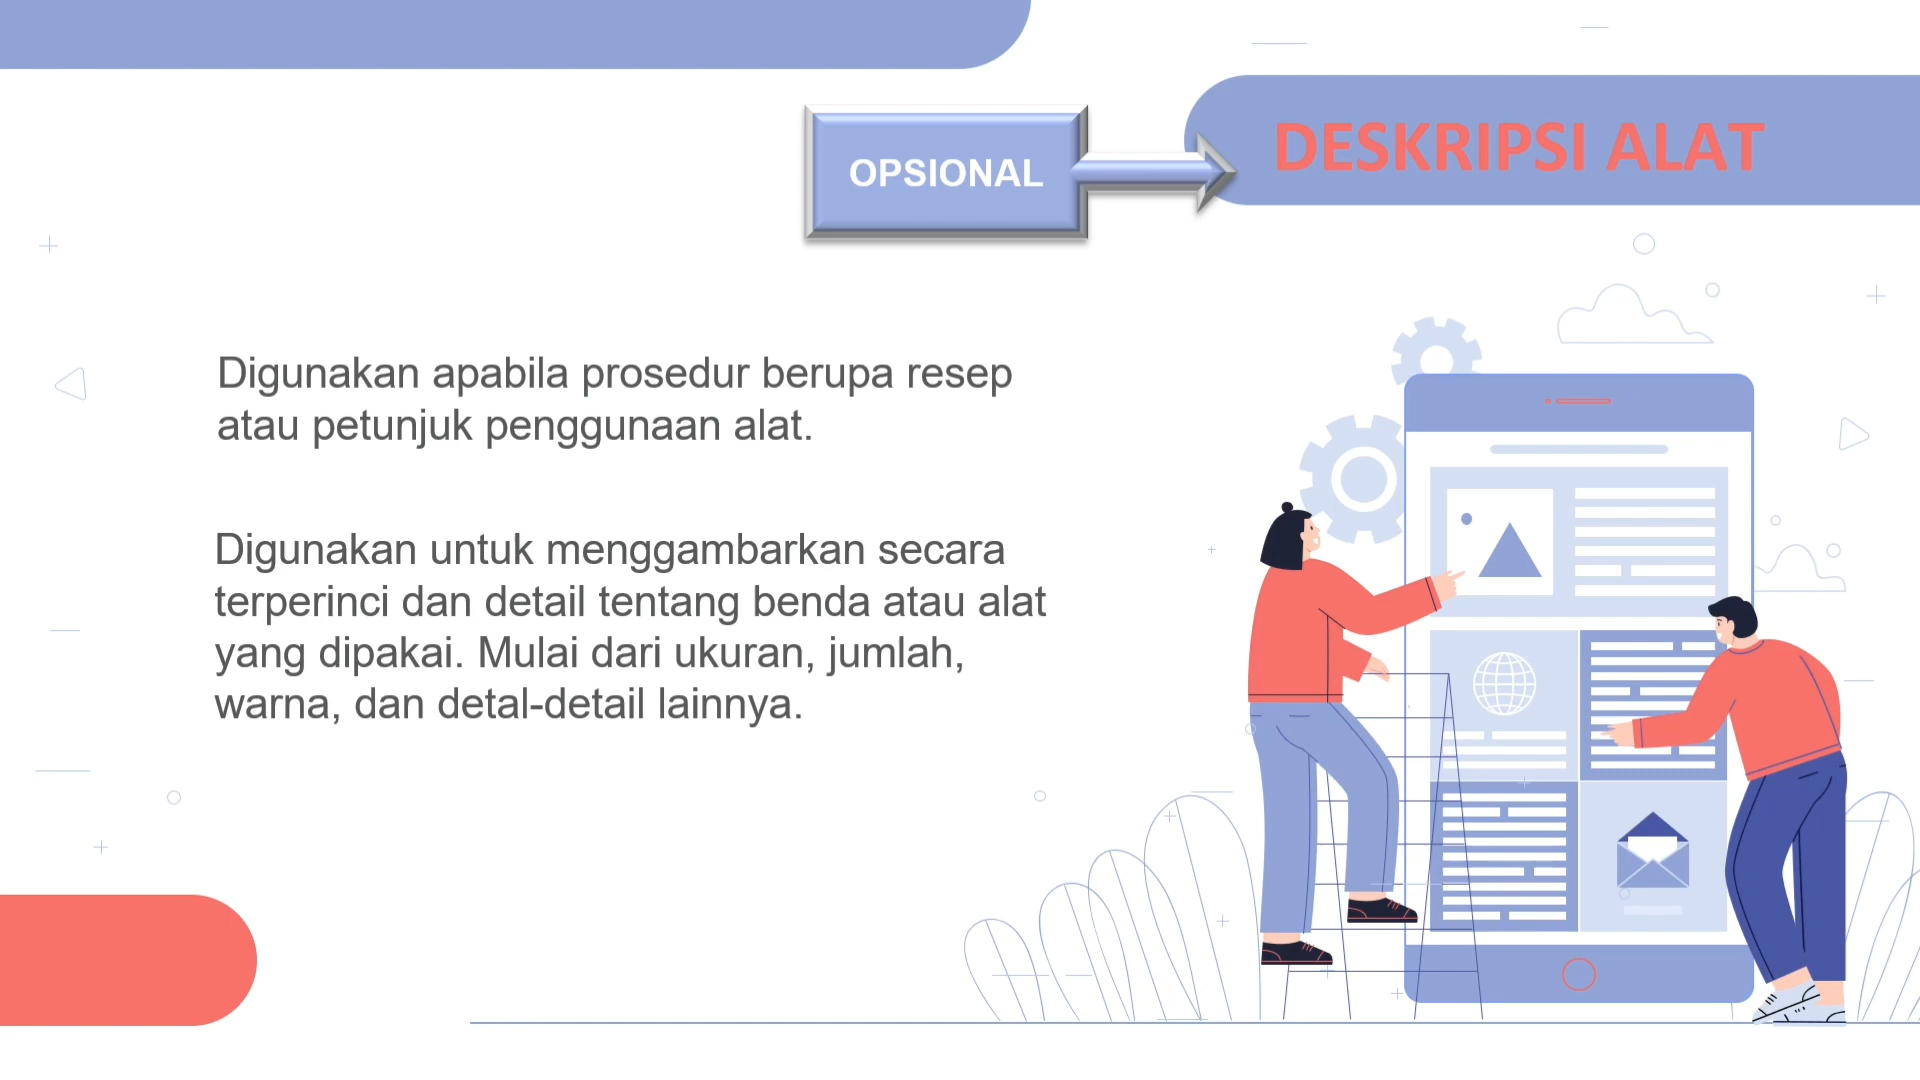 OPSIONAL
DESKRIPSI ALAT
Digunakan apabila prosedur berupa resep
atau petunjuk penggunaan alat.
Digunakan untuk menggambarkan secara
terperinci dan detail tentang benda atau alat
yang dipakai. Mulai dari ukuran, jumlah,
warna, dan detal-detail lainnya.